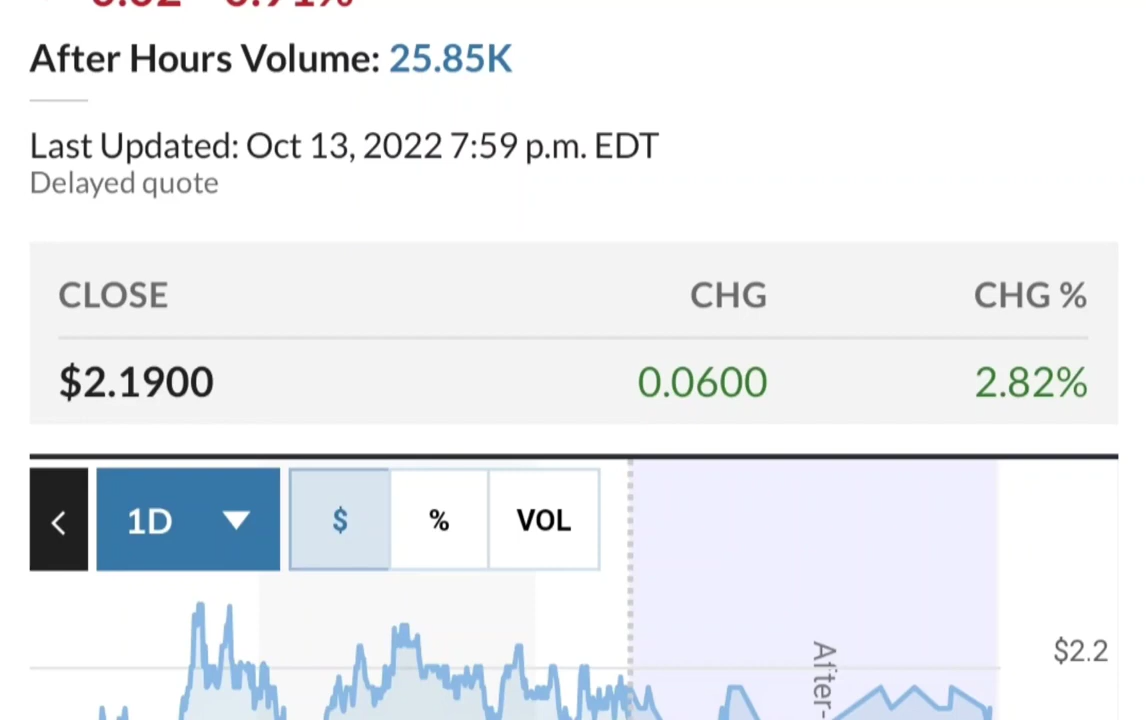 After Hours Volume: 25.85K
Last Updated: Oct 13, 2022 7:59 p.m. EDT
Delayed quote
CLOSE CHG CHG %
$2.1900 0.0600 2.82%
1D $ % VOL
$2.2
After-